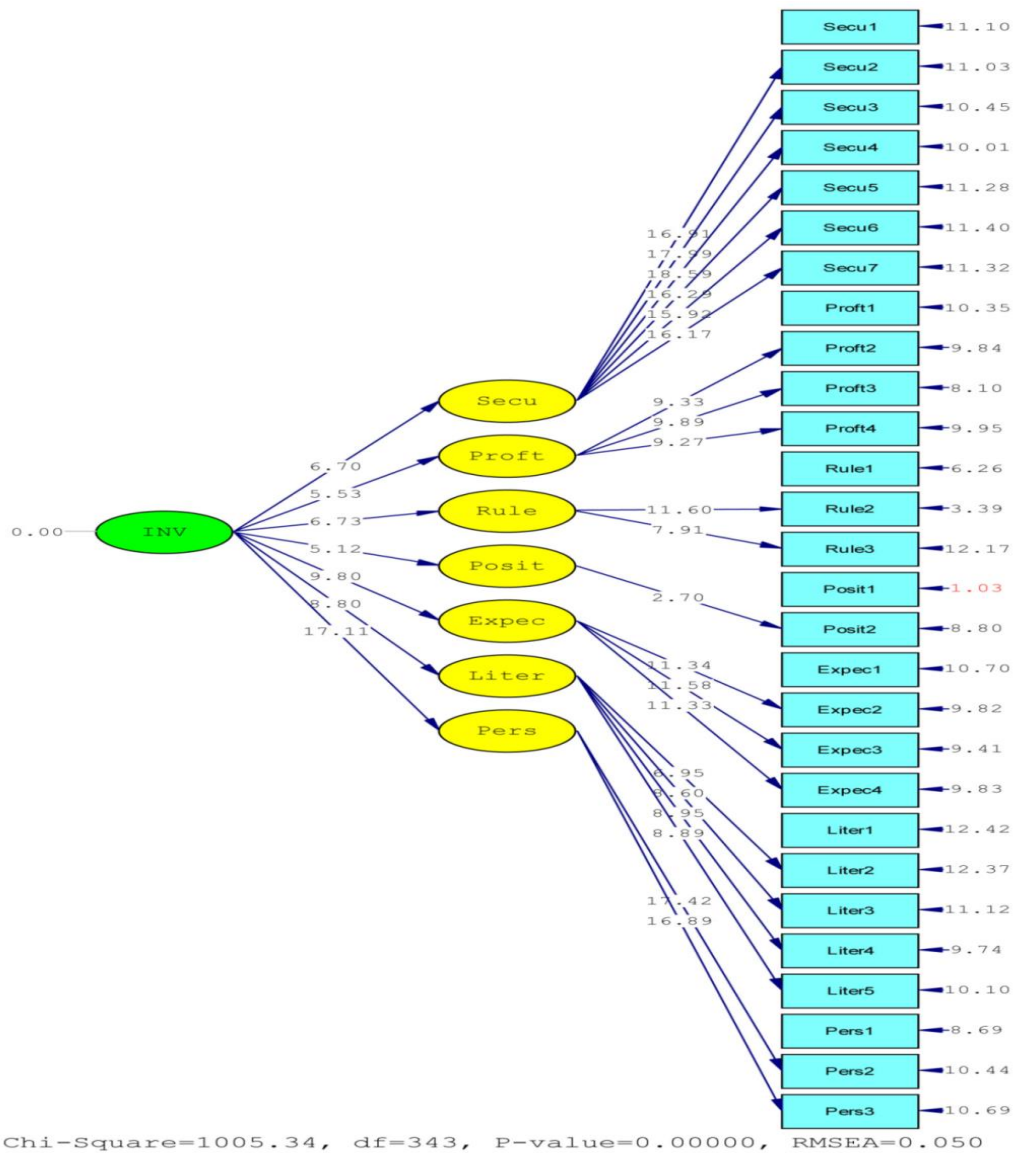 Secu1 11.10
Secu2 11.03
Secu3 10.45
Secu4 10.01
Secu5 11.28
16.91
Secu6 11.40
17.99
Secu7 11.32
18.59
16.29
Proft1 10.35
15.92
16.17
Proft2 9.84
Proft3 8.10
Secu
9.33
9.89
Proft4 9.95
9.27
Proft
6.70
Rule1 6.26
5.53
Rule
11.60
Rule2 3.39
6.73
7.91
0.00
INV
5.12
Rule3 12.17
Posit
9.80
Posit1 1.03
2.70
8.80
Expec
Posit2 8.80
17.11
11.34
Expec1 10.70
Liter
11.58
11.33
Expec2 9.82
Pers
Expec3 9.41
6.95
Expec4 9.83
8.60
8.95
Liter1 12.42
8.89
Liter2 12.37
17.42
Liter3 11.12
16.89
Liter4 9.74
Liter5 10.10
Pers1 8.69
Pers2 10.44
Pers3 10.69
Chi-Square=1005.34, df=343, P-value=0.00000, RMSEA=0.050